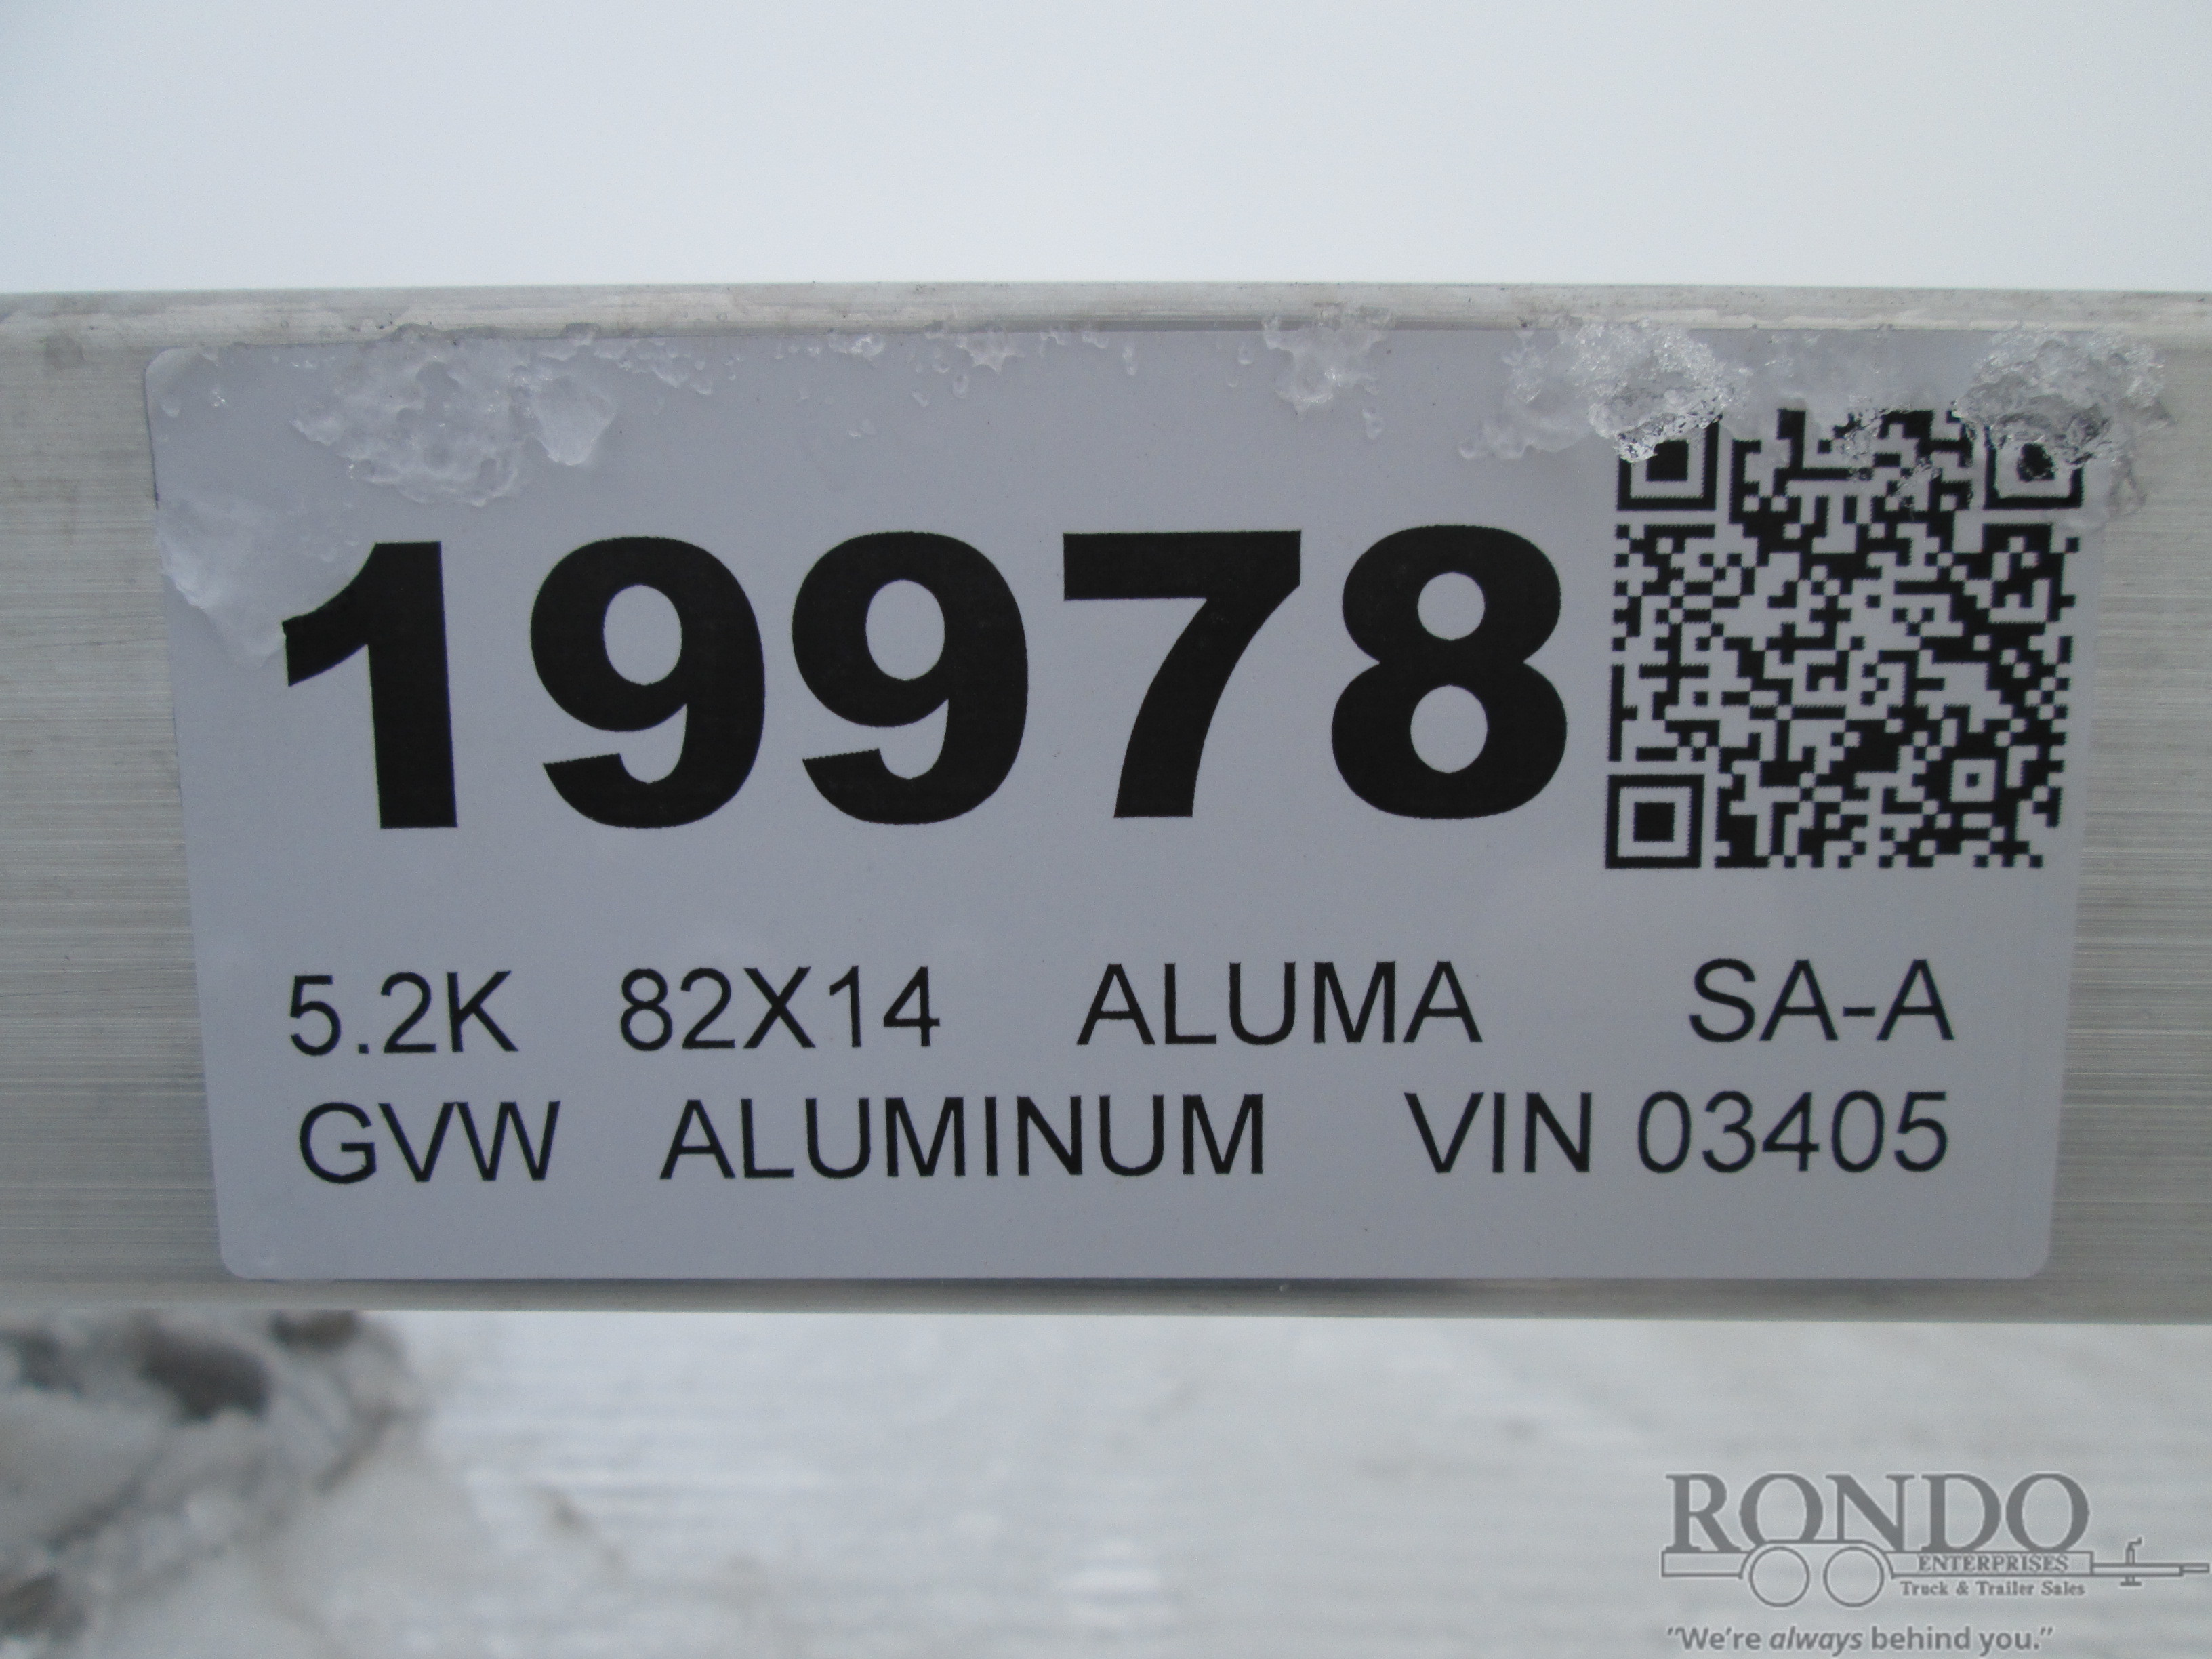 19978
5.2K 82X14 ALUMA SA-A
GVW ALUMINUM VIN 03405
RONDO
ENTERPRISES
Truck & Trailer Sales
"We're always behind you."